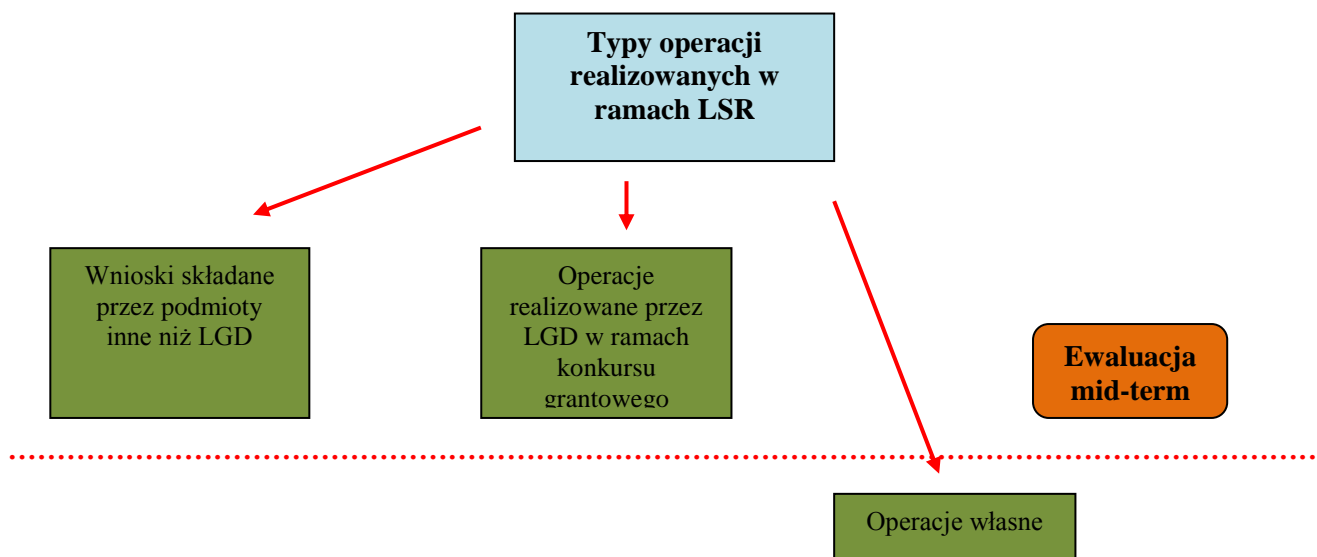 Typy operacji
realizowanych w
ramach LSR
Wnioski składane
przez podmioty
inne niż LGD
Operacje
realizowane przez
LGD w ramach
konkursu
grantowego
Ewaluacja
mid-term
Operacje własne